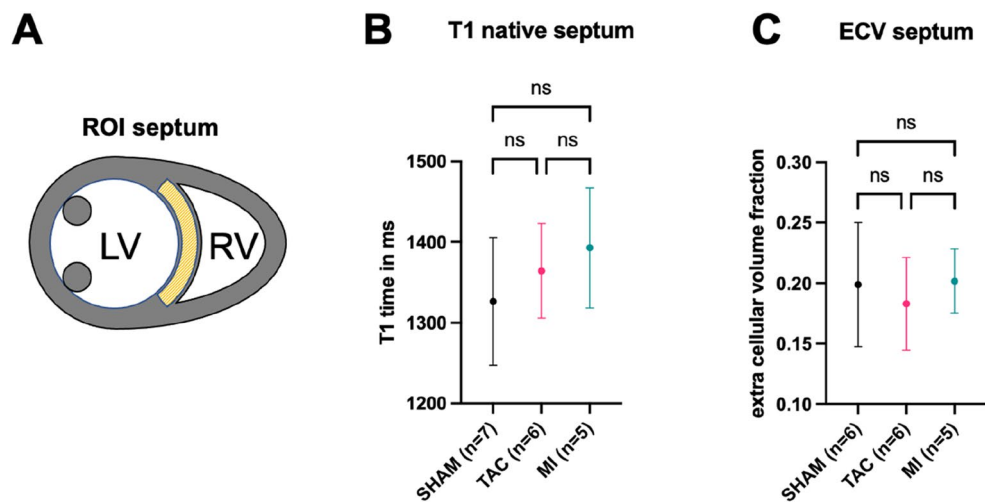 A
ROI septum
LV
RV
B
T1 native septum
ns
ns
ns
T1 time in ms
1500
1400
1300
1200
SHAM (n=7)
TAC (n=6)
MI (n=5)
C
ECV septum
ns
ns
ns
extra cellular volume fraction
0.30
0.25
0.20
0.15
0.10
SHAM (n=6)
TAC (n=6)
MI (n=5)